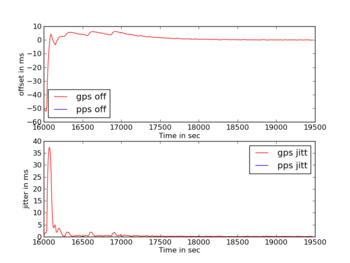 offset in ms
10
0
−10
−20
−30
−40
−50
−60
gps off
pps off
16000 16500 17000 17500 18000 18500 19000 19500
Time in sec
jitter in ms
40
35
30
25
20
15
10
5
0
gps jitt
pps jitt
16000 16500 17000 17500 18000 18500 19000 19500
Time in sec